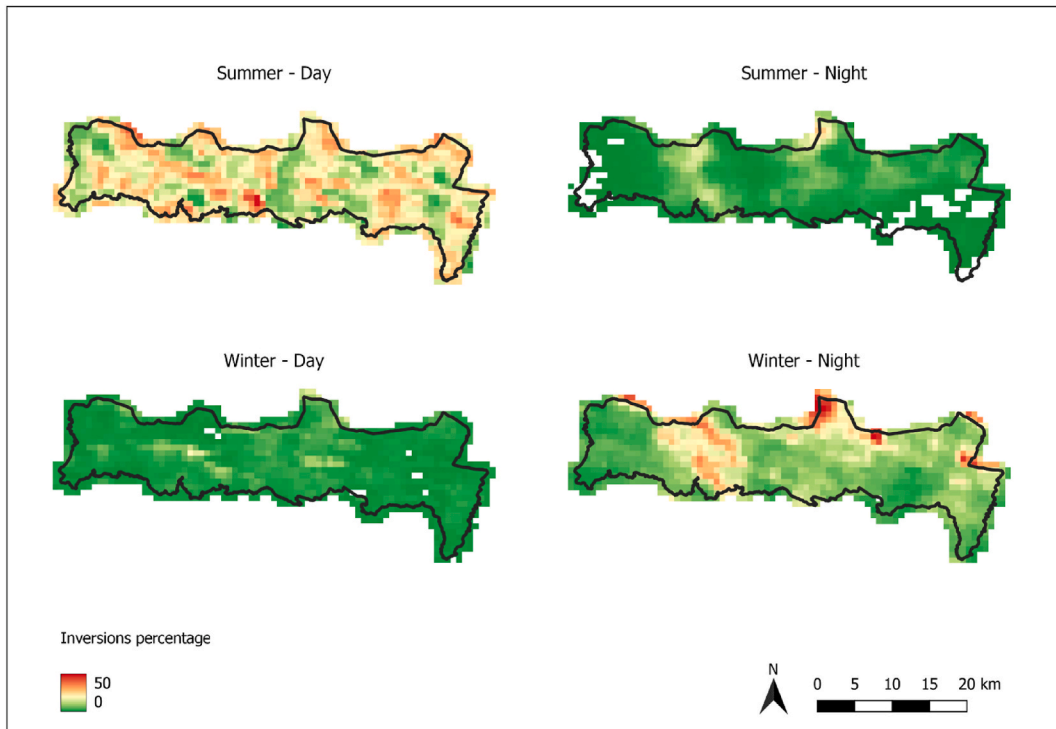 Summer - Day
Summer - Night
Winter - Day
Winter - Night
Inversions percentage
50
0
N
0 5 10 15 20 km